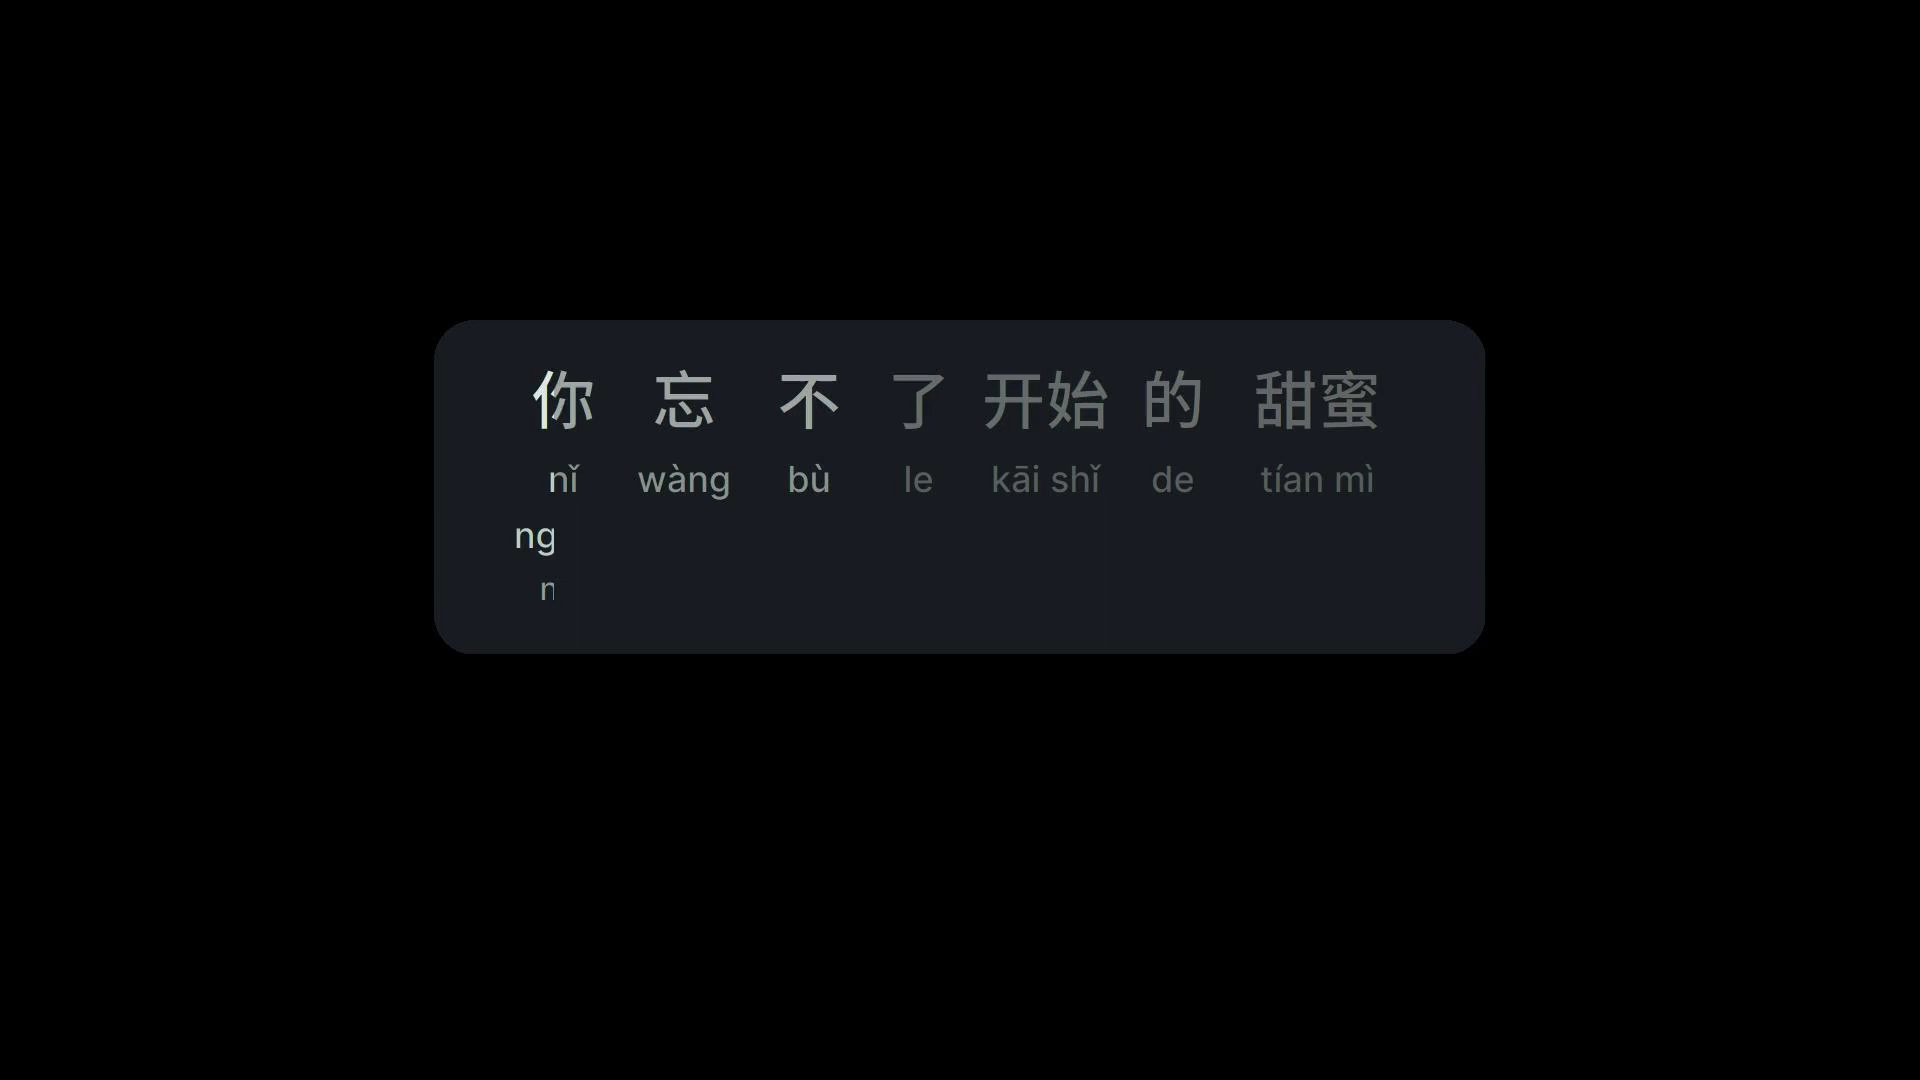 你 忘 不 了 开始 的 甜蜜
nǐ wàng bù le kāi shǐ de tían mì
ng
n